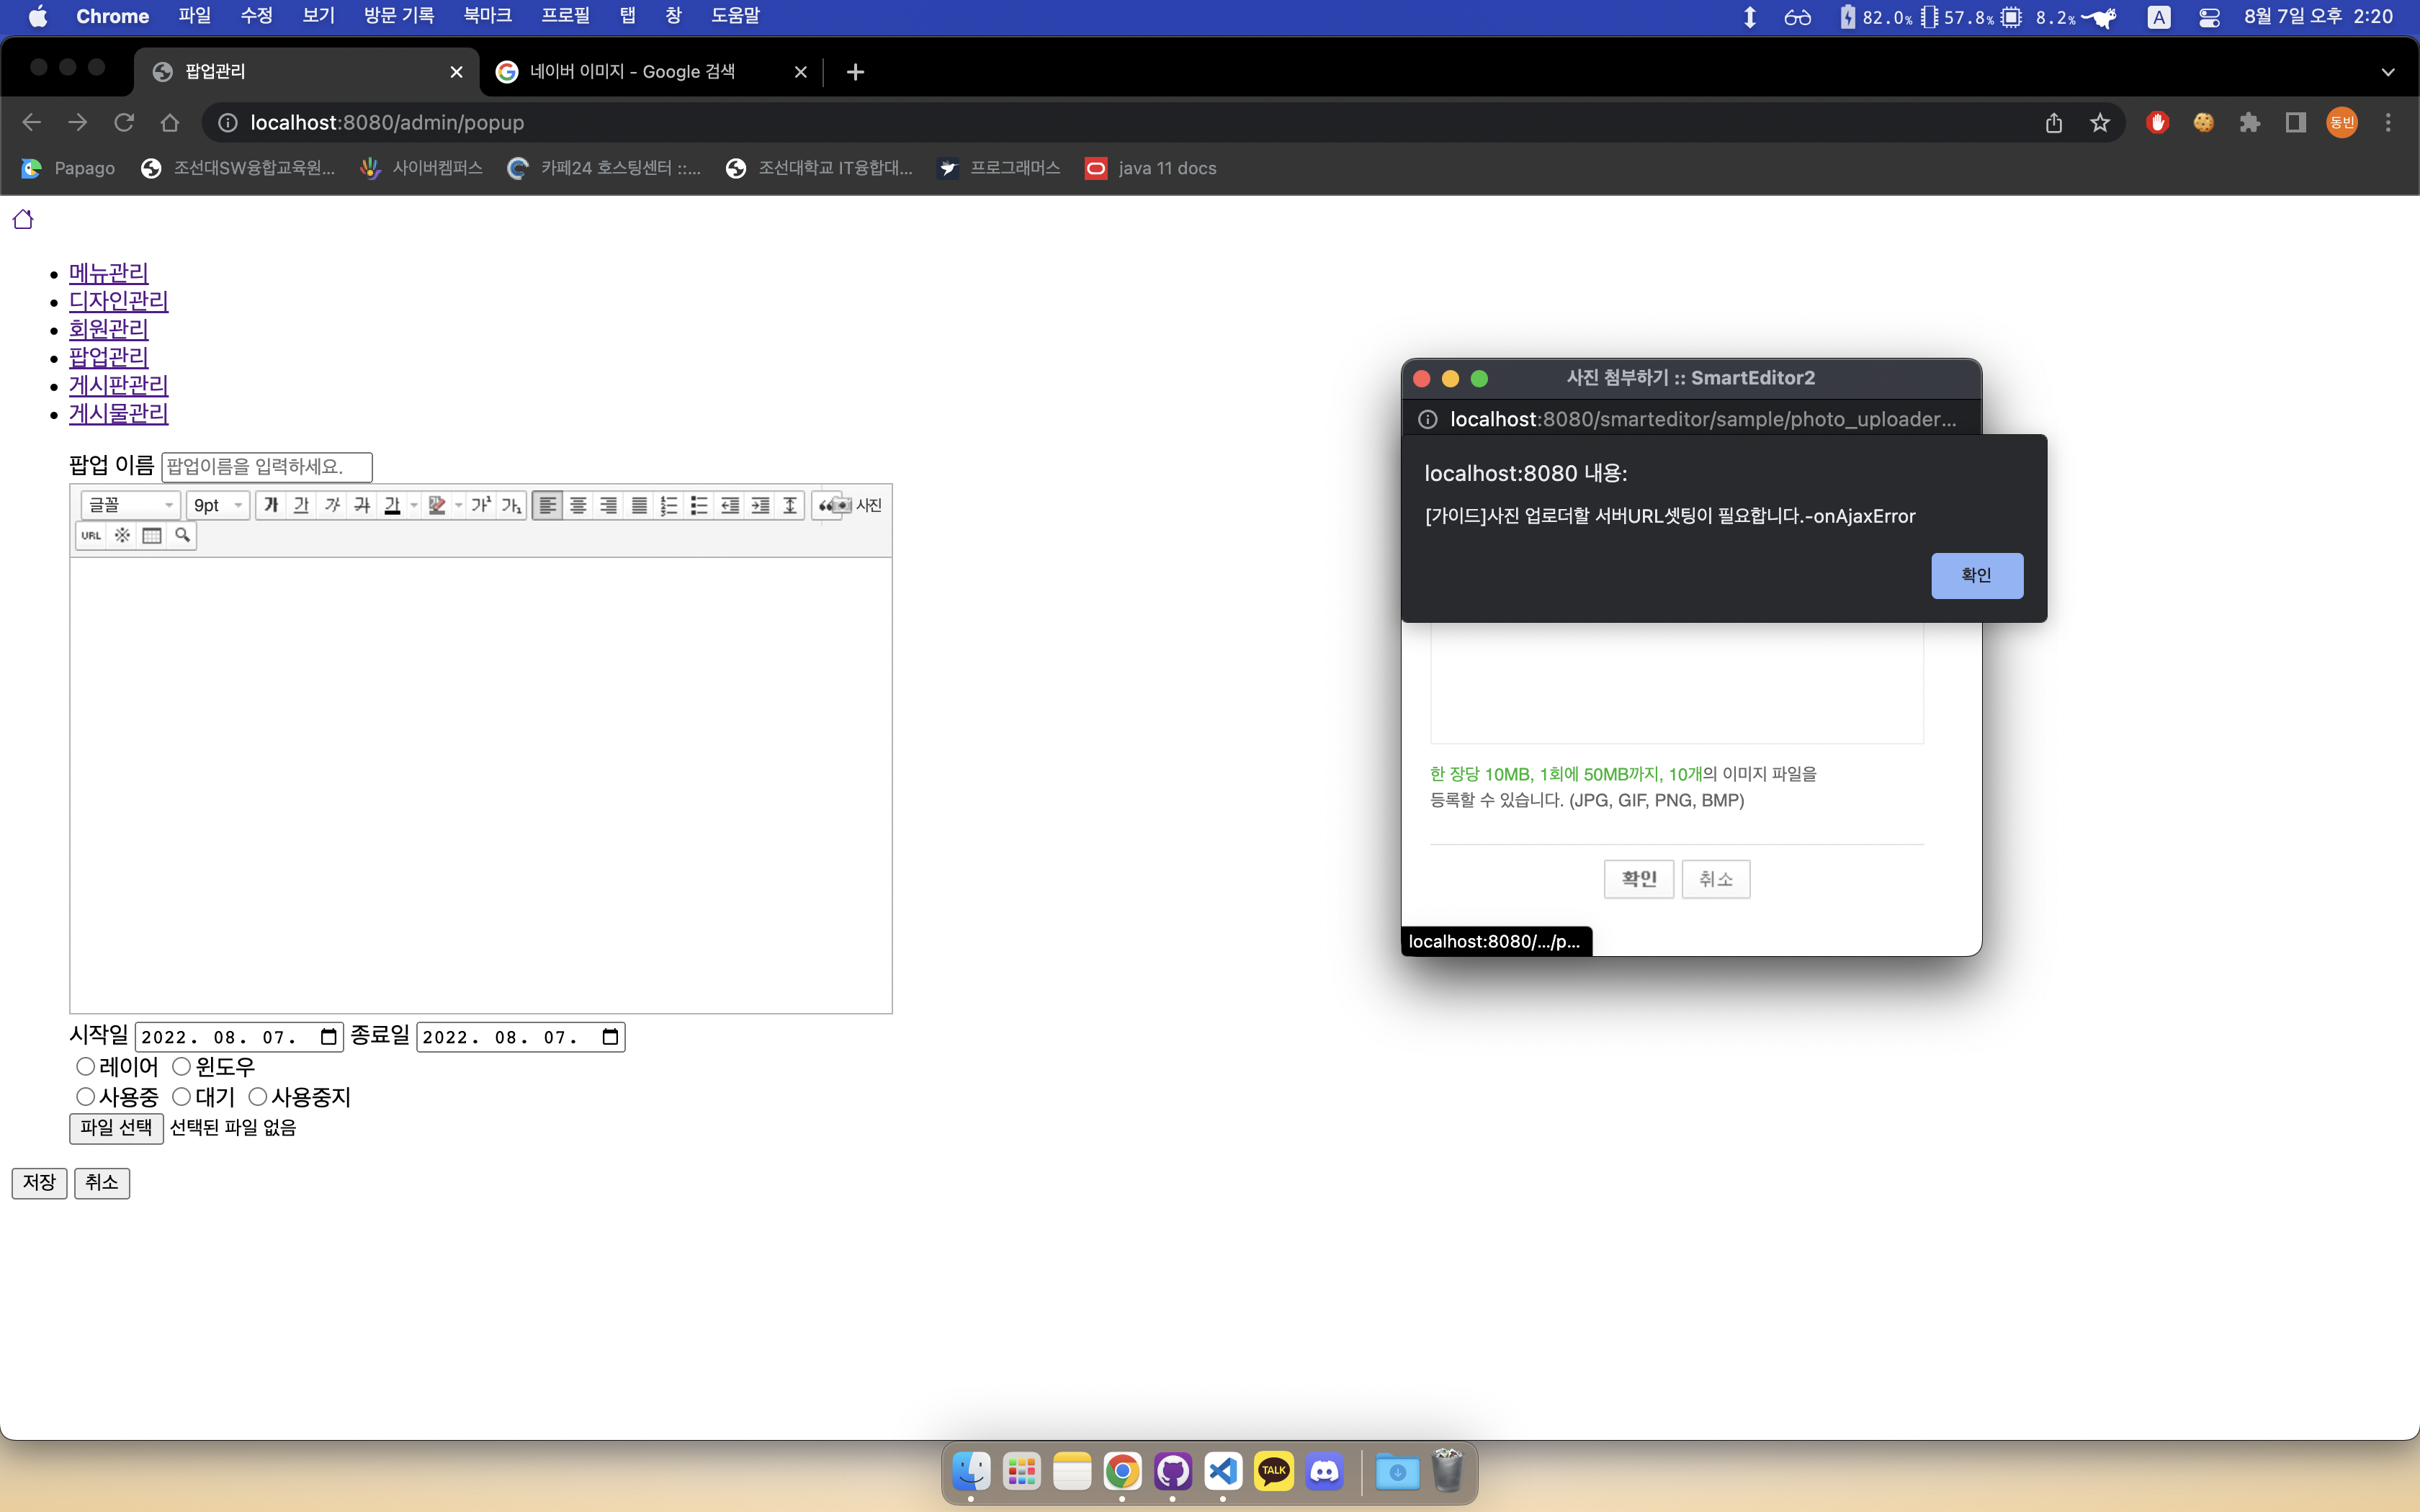 Chrome 파일 수정 보기 방문 기록 북마크 프로필 탭 창 도움말 82.0% 57.8% 8.2% A 8월 7일 오후 2:20
팝업관리 네이버 이미지 - Google 검색
localhost:8080/admin/popup 동빈
Papago 조선대SW융합교육원... 사이버켐퍼스 카페24 호스팅센터 ::... 조선대학교 IT융합대... 프로그래머스 java 11 docs
메뉴관리
디자인관리
회원관리
팝업관리
게시판관리
게시물관리
팝업 이름 팝업이름을 입력하세요.
글꼴 9pt 가 가 가 가 가 가¹ 가₁ 사진
URL
시작일 2022. 08. 07. 종료일 2022. 08. 07.
레이어 윈도우
사용중 대기 사용중지
파일 선택 선택된 파일 없음
저장 취소
사진 첨부하기 :: SmartEditor2
localhost:8080/smarteditor/sample/photo_uploader...
localhost:8080 내용:
[가이드]사진 업로더할 서버URL셋팅이 필요합니다.-onAjaxError
확인
한 장당 10MB, 1회에 50MB까지, 10개의 이미지 파일을
등록할 수 있습니다. (JPG, GIF, PNG, BMP)
확인 취소
localhost:8080/.../p...
TALK